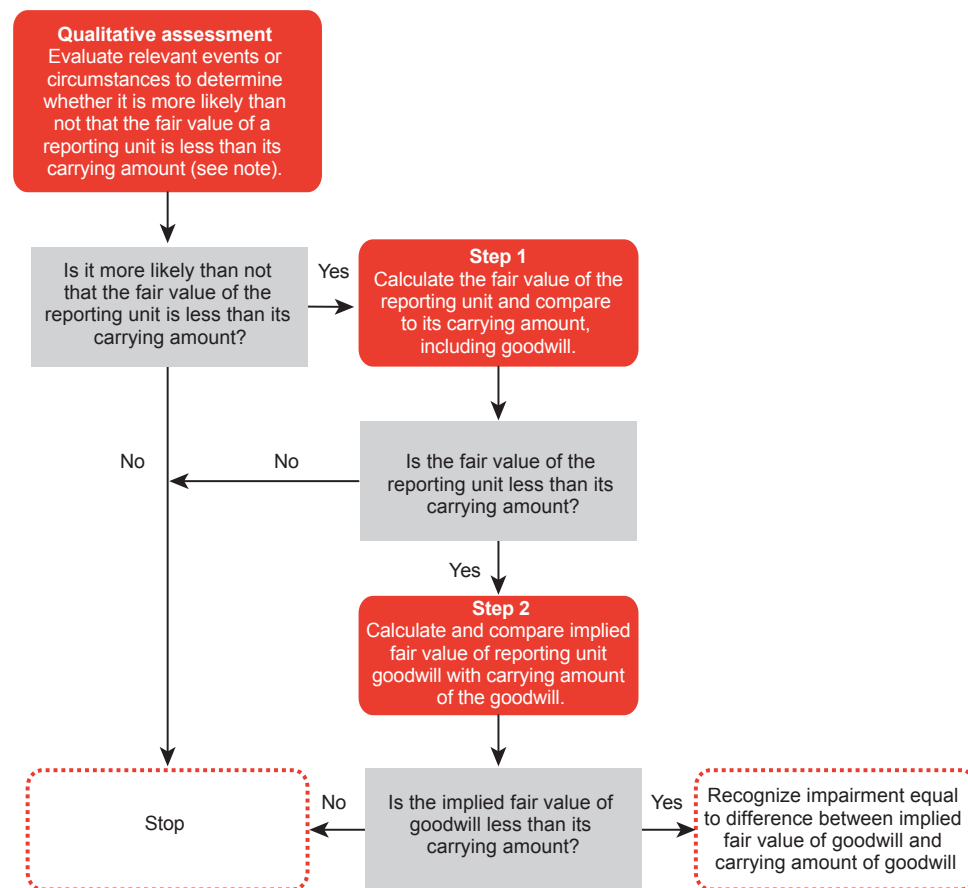 Qualitative assessment
Evaluate relevant events or
circumstances to determine
whether it is more likely than
not that the fair value of a
reporting unit is less than its
carrying amount (see note).
Is it more likely than not
that the fair value of the
reporting unit is less than its
carrying amount?
Yes
Step 1
Calculate the fair value of the
reporting unit and compare
to its carrying amount,
including goodwill.
No
No
Is the fair value of the
reporting unit less than its
carrying amount?
Yes
Step 2
Calculate and compare implied
fair value of reporting unit
goodwill with carrying amount
of the goodwill.
Stop
No
Is the implied fair value of
goodwill less than its
carrying amount?
Yes
Recognize impairment equal
to difference between implied
fair value of goodwill and
carrying amount of goodwill